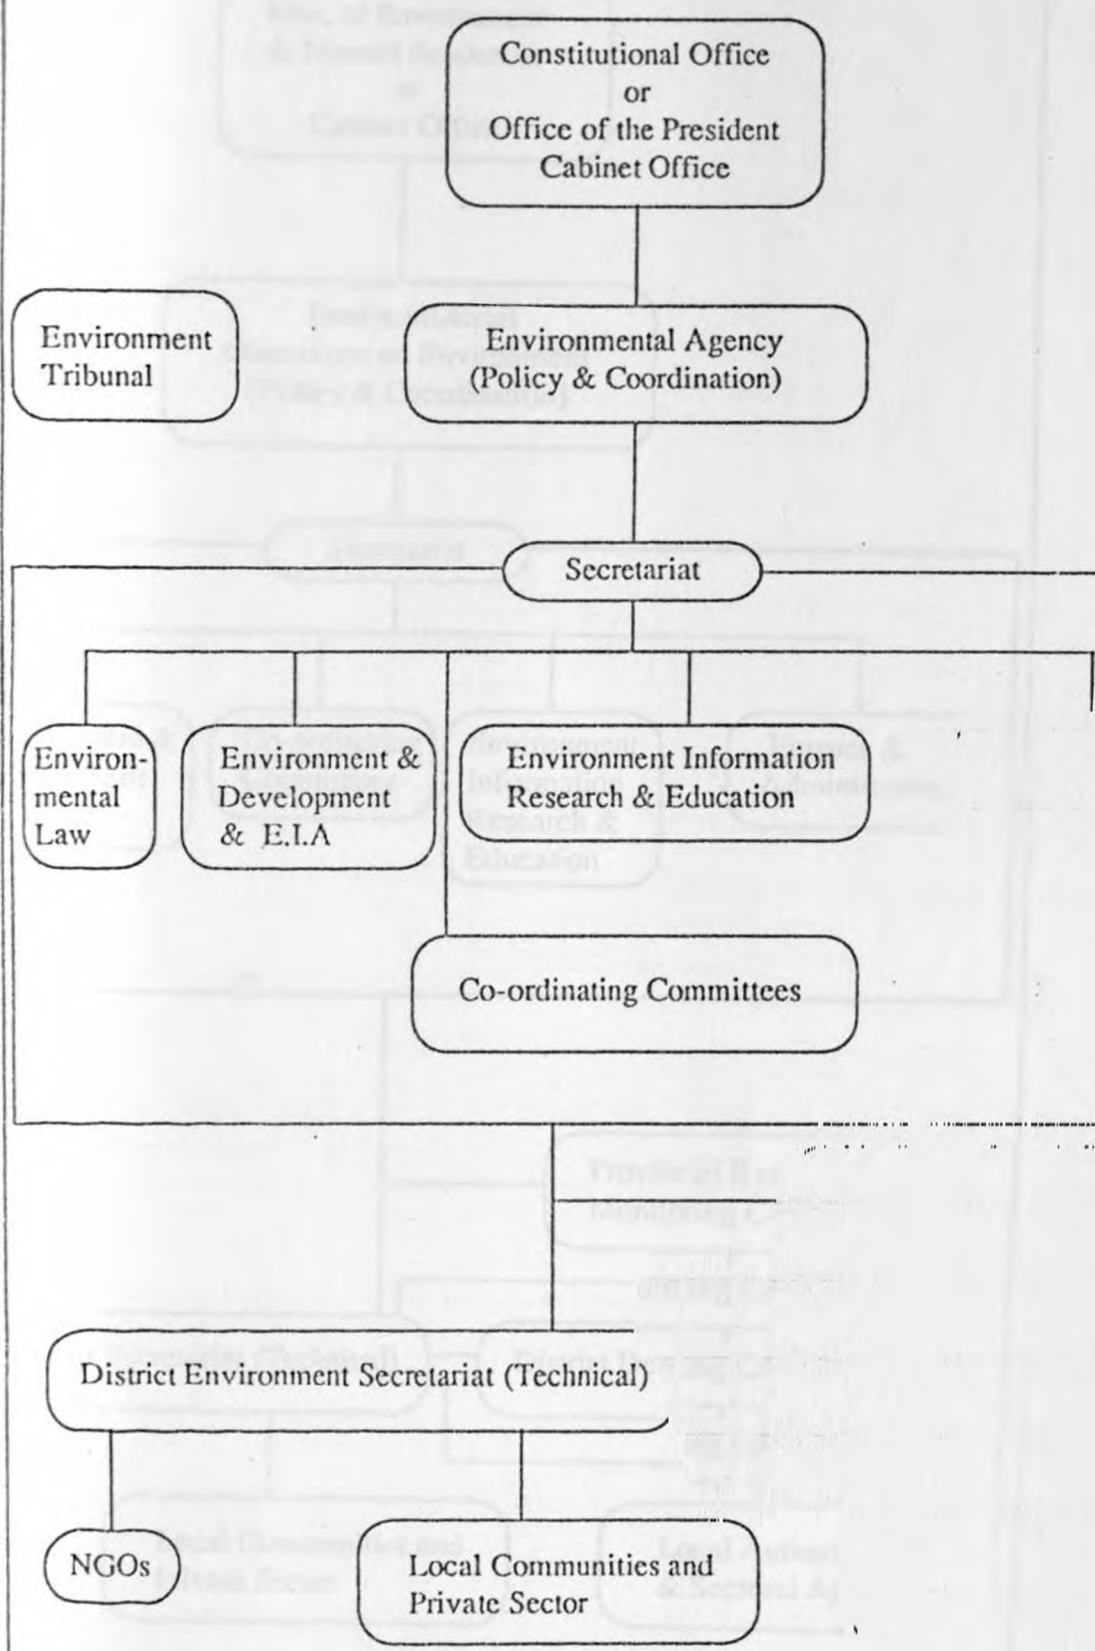 Constitutional Office
or
Office of the President
Cabinet Office
Environment
Tribunal
Environmental Agency
(Policy & Coordination)
Secretariat
Environ-
mental
Law
Environment &
Development
& E.I.A
Environment Information
Research & Education
Co-ordinating Committees
District Environment Secretariat (Technical)
NGOs
Local Communities and
Private Sector